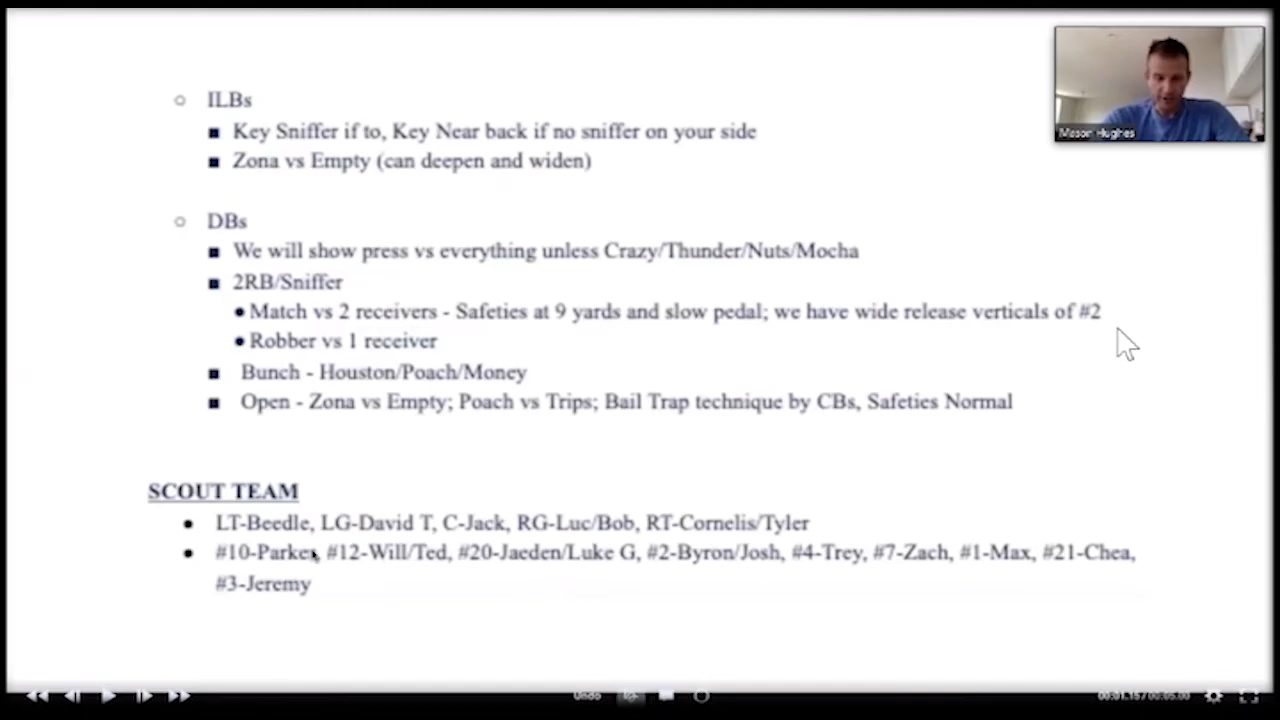 Mason Hughes
○ ILBs
■ Key Sniffer if to, Key Near back if no sniffer on your side
■ Zona vs Empty (can deepen and widen)
○ DBs
■ We will show press vs everything unless Crazy/Thunder/Nuts/Mocha
■ 2RB/Sniffer
● Match vs 2 receivers - Safeties at 9 yards and slow pedal; we have wide release verticals of #2
● Robber vs 1 receiver
■ Bunch - Houston/Poach/Money
■ Open - Zona vs Empty; Poach vs Trips; Bail Trap technique by CBs, Safeties Normal
SCOUT TEAM
● LT-Beedle, LG-David T, C-Jack, RG-Luc/Bob, RT-Cornelis/Tyler
● #10-Parker, #12-Will/Ted, #20-Jaeden/Luke G, #2-Byron/Josh, #4-Trey, #7-Zach, #1-Max, #21-Chea,
#3-Jeremy
Undo